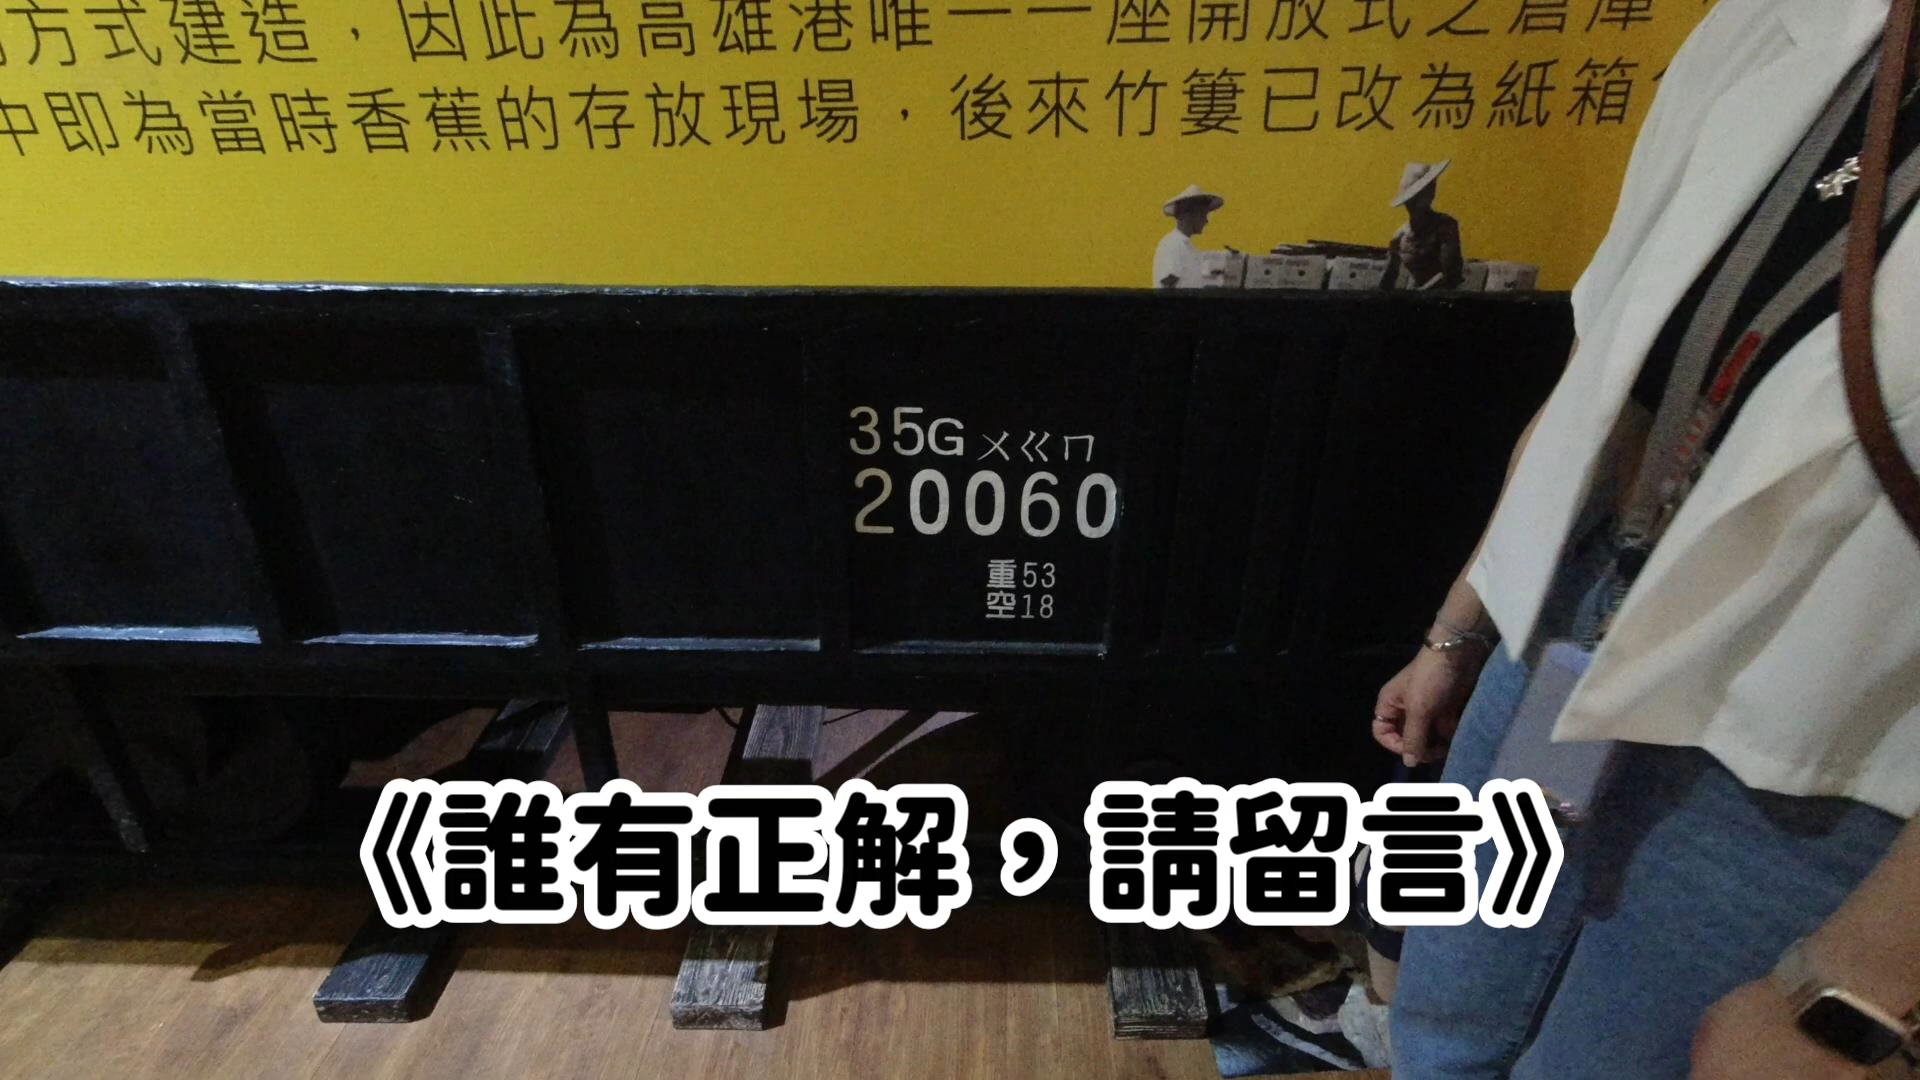 方式建造，因此為高雄港唯一一座開放式之倉庫，
中即為當時香蕉的存放現場，後來竹簍已改為紙箱
35G ㄨㄍㄇ
20060
重53
空18
《誰有正解，請留言》